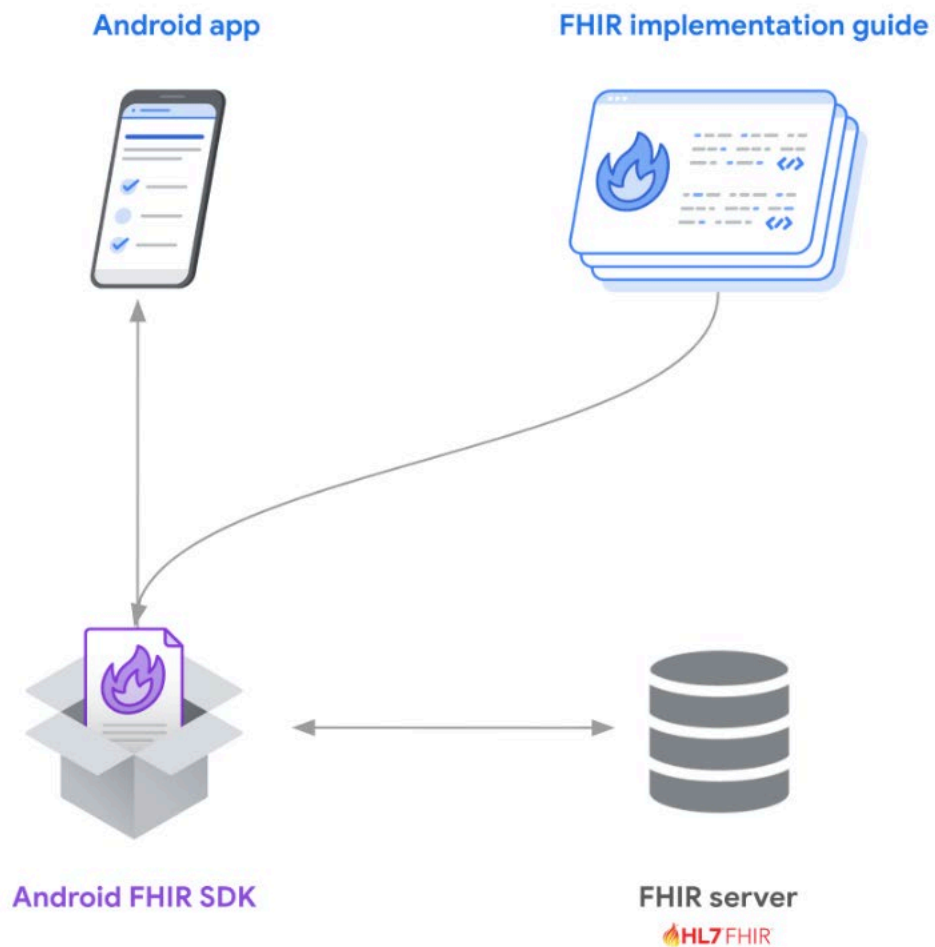 Android app
FHIR implementation guide
</>
</>
Android FHIR SDK
FHIR server
HL7 FHIR